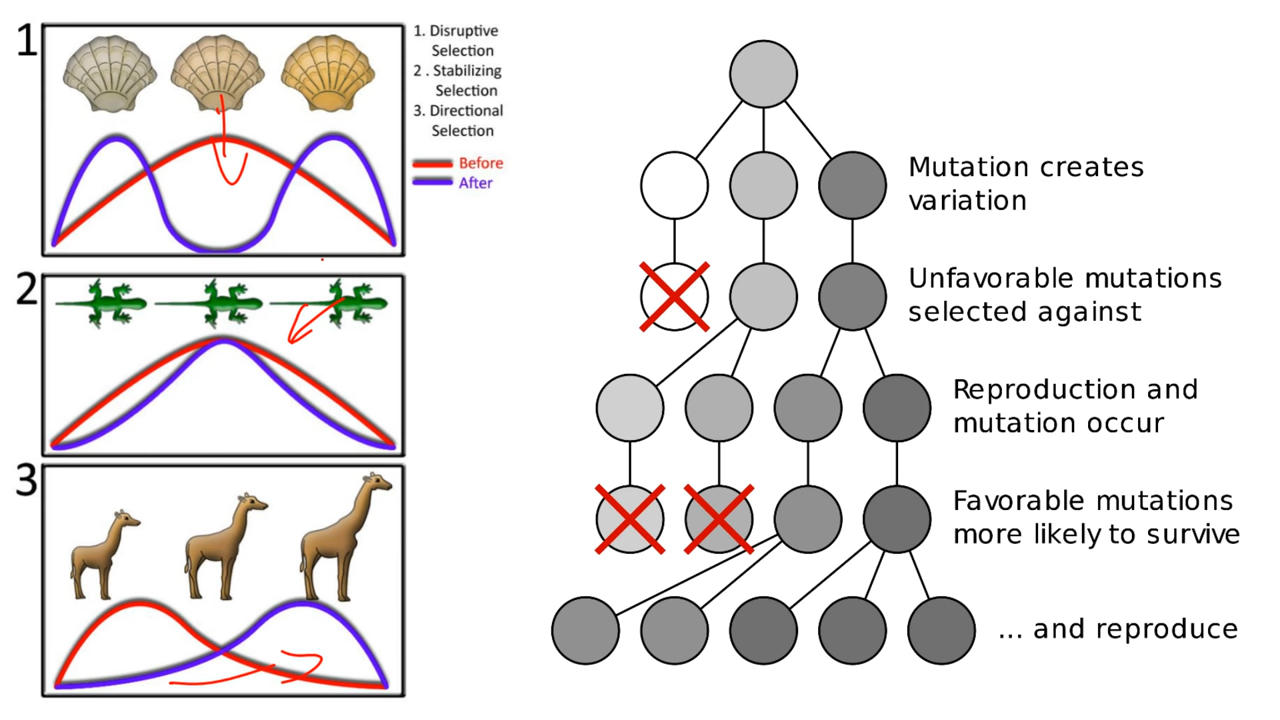 1
1. Disruptive
Selection
2 . Stabilizing
Selection
3. Directional
Selection
Before
After
2
3
Mutation creates
variation
Unfavorable mutations
selected against
Reproduction and
mutation occur
Favorable mutations
more likely to survive
... and reproduce